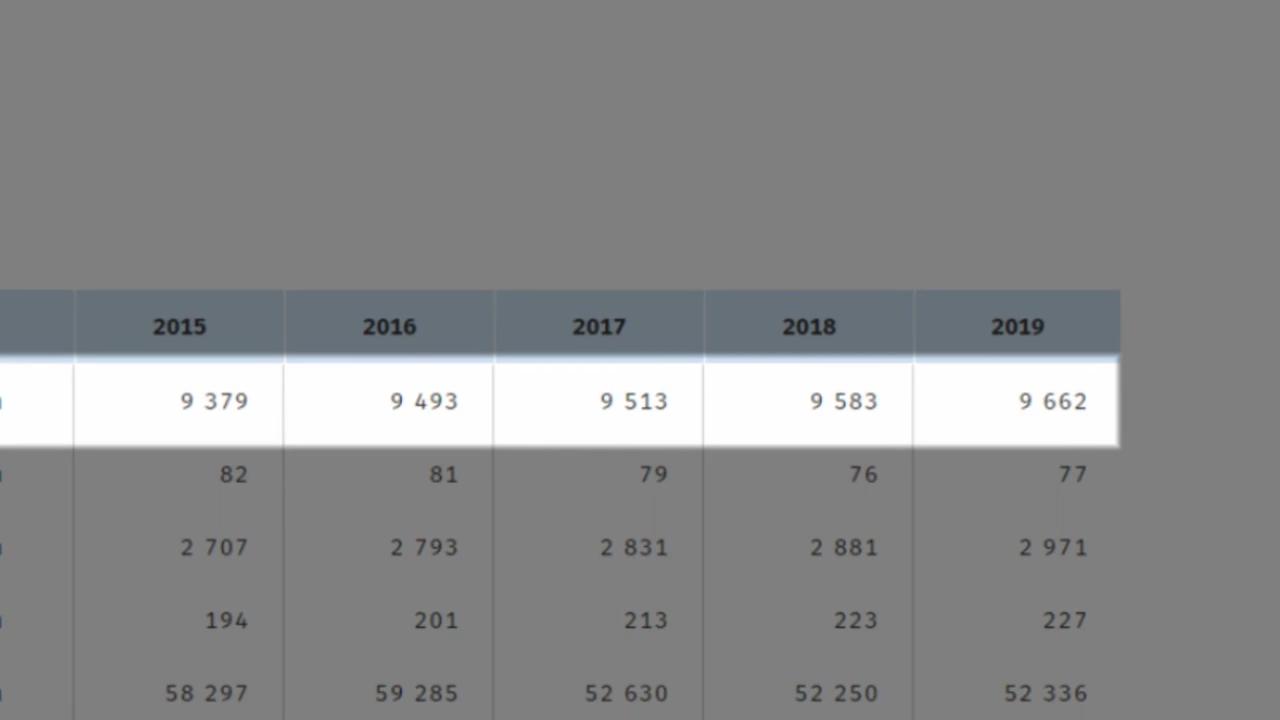 2015 2016 2017 2018 2019
9 379 9 493 9 513 9 583 9 662
82 81 79 76 77
2 707 2 793 2 831 2 881 2 971
194 201 213 223 227
58 297 59 285 52 630 52 250 52 336